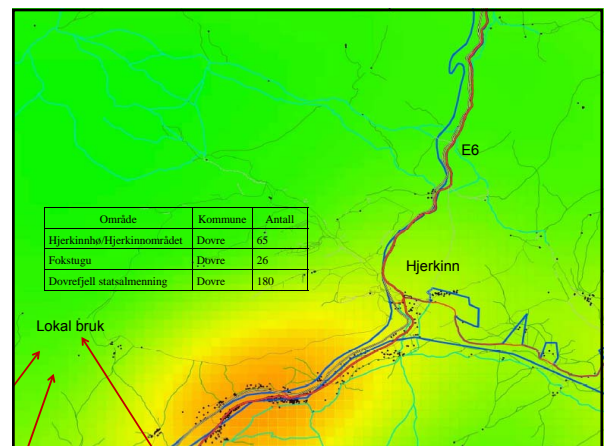 E6
Område Kommune Antall
Hjerkinnhø/Hjerkinnområdet Dovre 65
Fokstugu Dovre 26
Dovrefjell statsalmenning Dovre 180
Hjerkinn
Lokal bruk